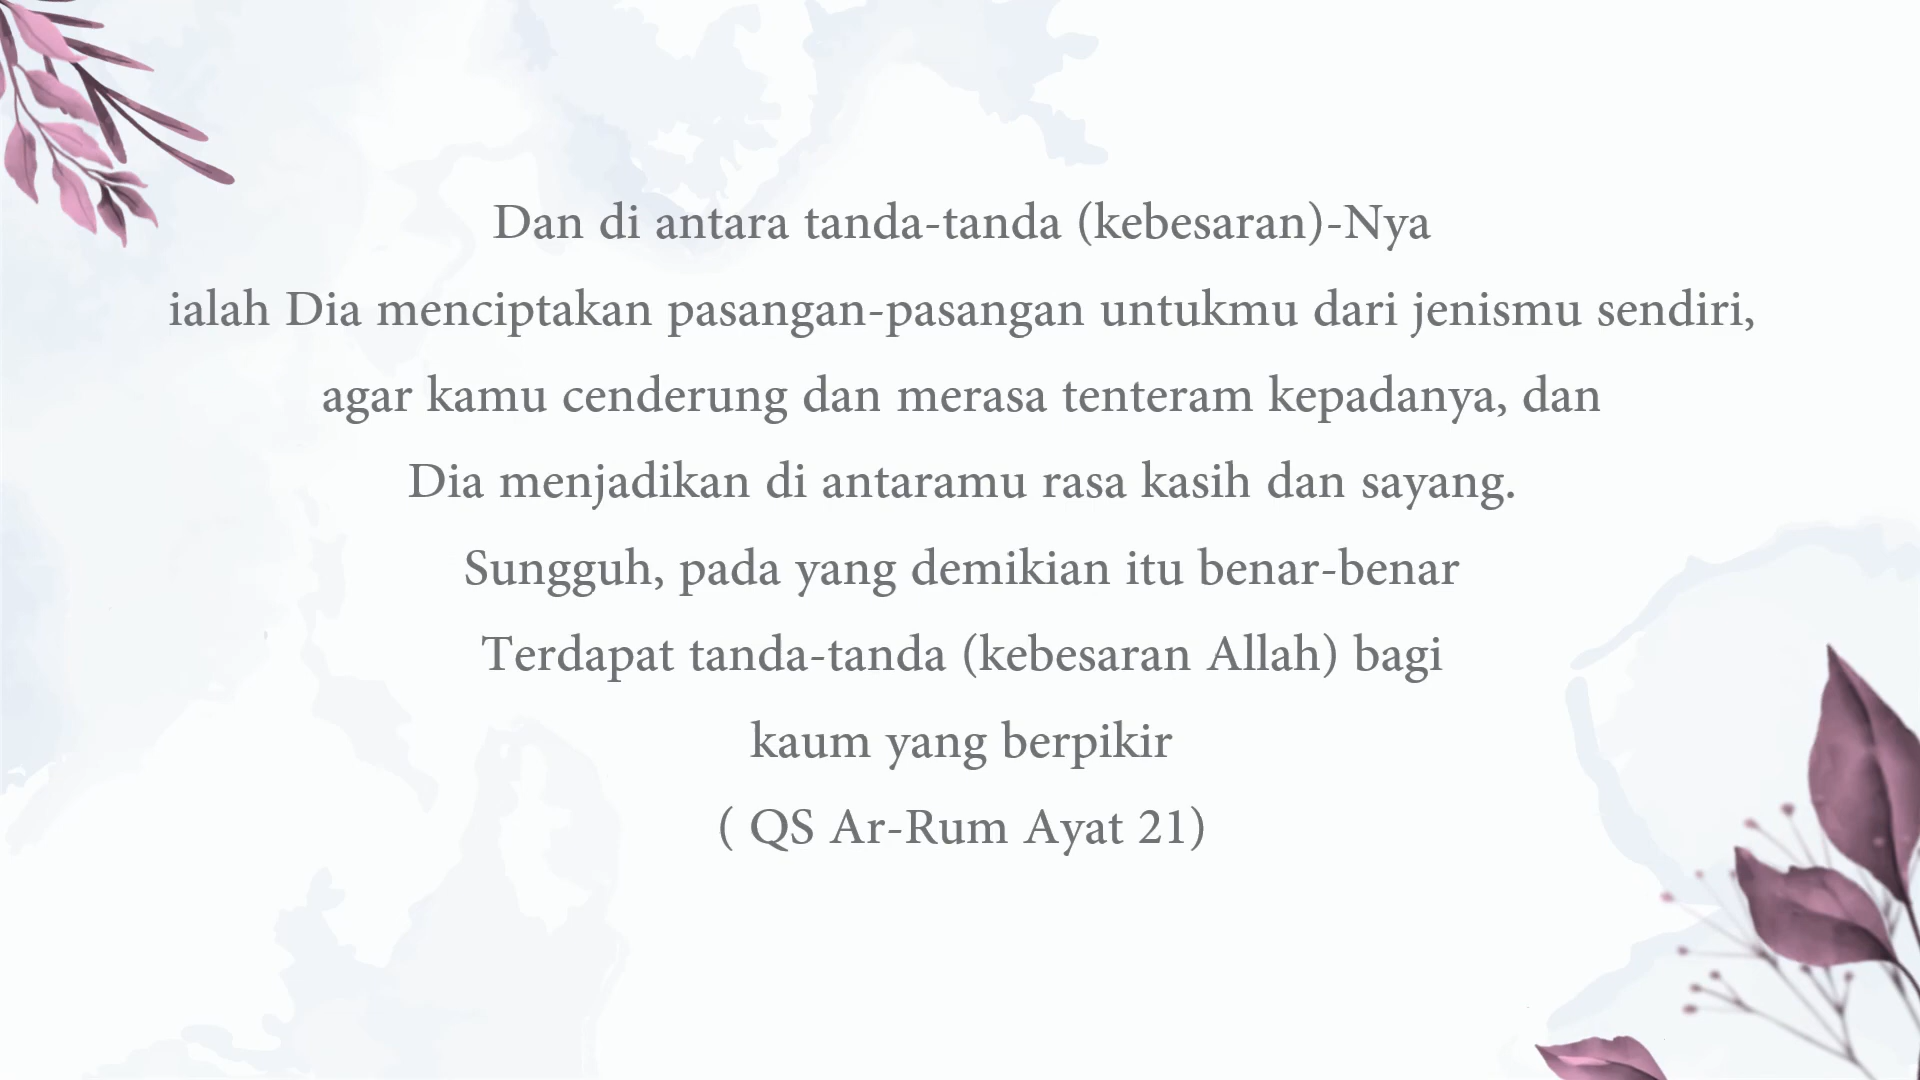 Dan di antara tanda-tanda (kebesaran)-Nya
ialah Dia menciptakan pasangan-pasangan untukmu dari jenismu sendiri,
agar kamu cenderung dan merasa tenteram kepadanya, dan
Dia menjadikan di antaramu rasa kasih dan sayang.
Sungguh, pada yang demikian itu benar-benar
Terdapat tanda-tanda (kebesaran Allah) bagi
kaum yang berpikir
( QS Ar-Rum Ayat 21)